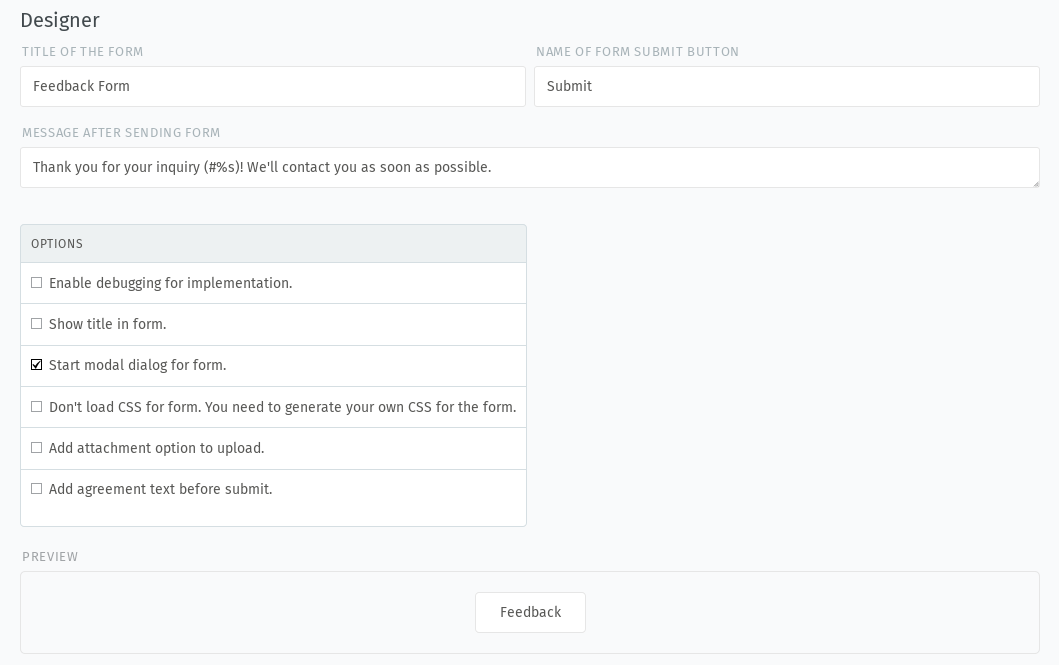 Designer
TITLE OF THE FORM
NAME OF FORM SUBMIT BUTTON
Feedback Form
Submit
MESSAGE AFTER SENDING FORM
Thank you for your inquiry (#%s)! We'll contact you as soon as possible.
OPTIONS
Enable debugging for implementation.
Show title in form.
Start modal dialog for form.
Don't load CSS for form. You need to generate your own CSS for the form.
Add attachment option to upload.
Add agreement text before submit.
PREVIEW
Feedback